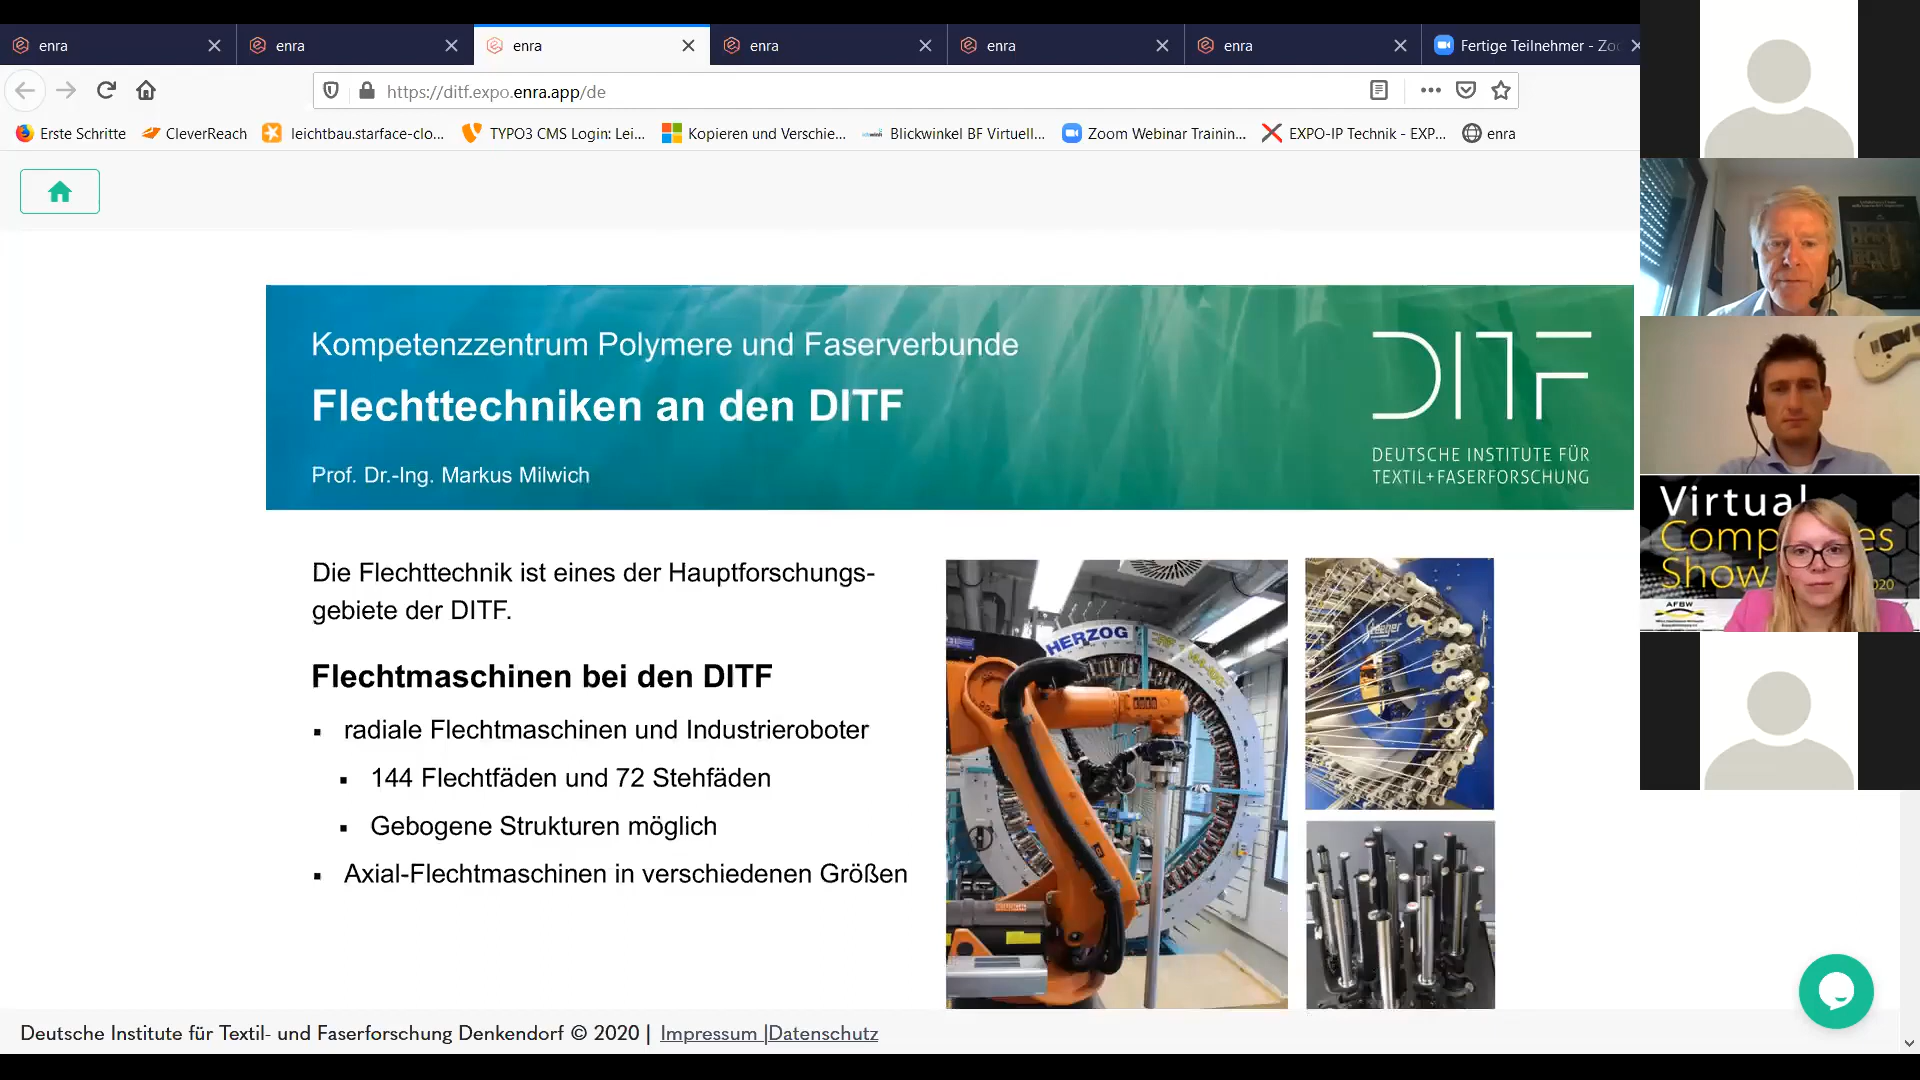 enra
enra
enra
enra
enra
enra
Fertige Teilnehmer - Zo
https://ditf.expo.enra.app/de
Erste Schritte
CleverReach
leichtbau.starface-clo...
TYPO3 CMS Login: Lei...
Kopieren und Verschie...
Blickwinkel BF Virtuell...
Zoom Webinar Trainin...
EXPO-IP Technik - EXP...
enra
Kompetenzzentrum Polymere und Faserverbunde
Flechttechniken an den DITF
Prof. Dr.-Ing. Markus Milwich
DITF
DEUTSCHE INSTITUTE FÜR
TEXTIL+FASERFORSCHUNG
Die Flechttechnik ist eines der Hauptforschungs-
gebiete der DITF.
Flechtmaschinen bei den DITF
▪ radiale Flechtmaschinen und Industrieroboter
▪ 144 Flechtfäden und 72 Stehfäden
▪ Gebogene Strukturen möglich
▪ Axial-Flechtmaschinen in verschiedenen Größen
HERZOG
Virtual
Show
AFBW
Deutsche Institute für Textil- und Faserforschung Denkendorf © 2020 | Impressum |Datenschutz